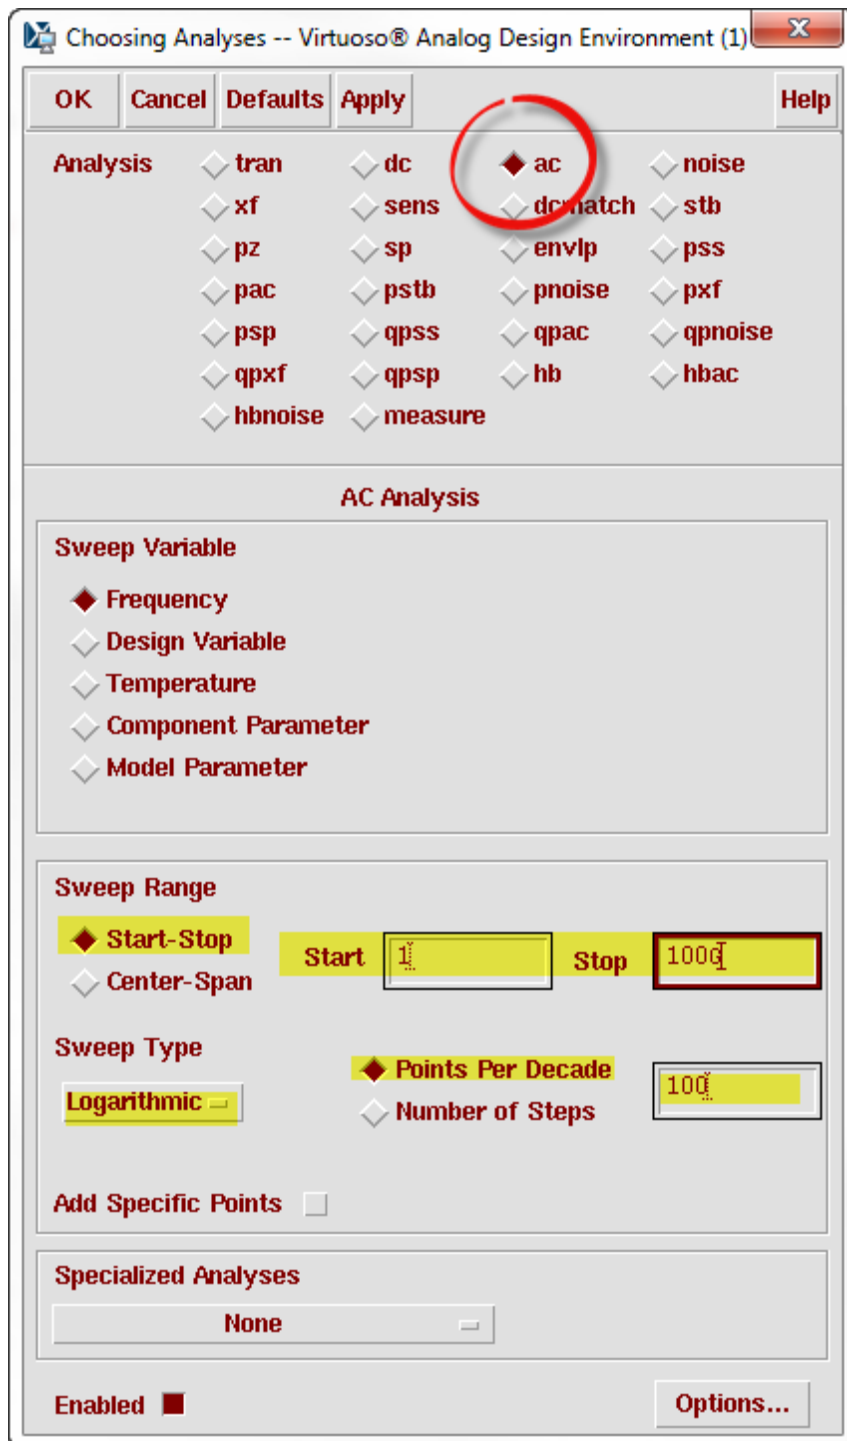 Choosing Analyses -- Virtuoso® Analog Design Environment (1)
OK Cancel Defaults Apply Help
Analysis tran dc ac noise
xf sens dcmatch stb
pz sp envlp pss
pac pstb pnoise pxf
psp qpss qpac qpnoise
qpxf qpsp hb hbac
hbnoise measure
AC Analysis
Sweep Variable
Frequency
Design Variable
Temperature
Component Parameter
Model Parameter
Sweep Range
Start-Stop Start 1 Stop
Center-Span
Sweep Type
Points Per Decade 100
Logarithmic
Number of Steps
Add Specific Points
Specialized Analyses
None
Enabled Options...